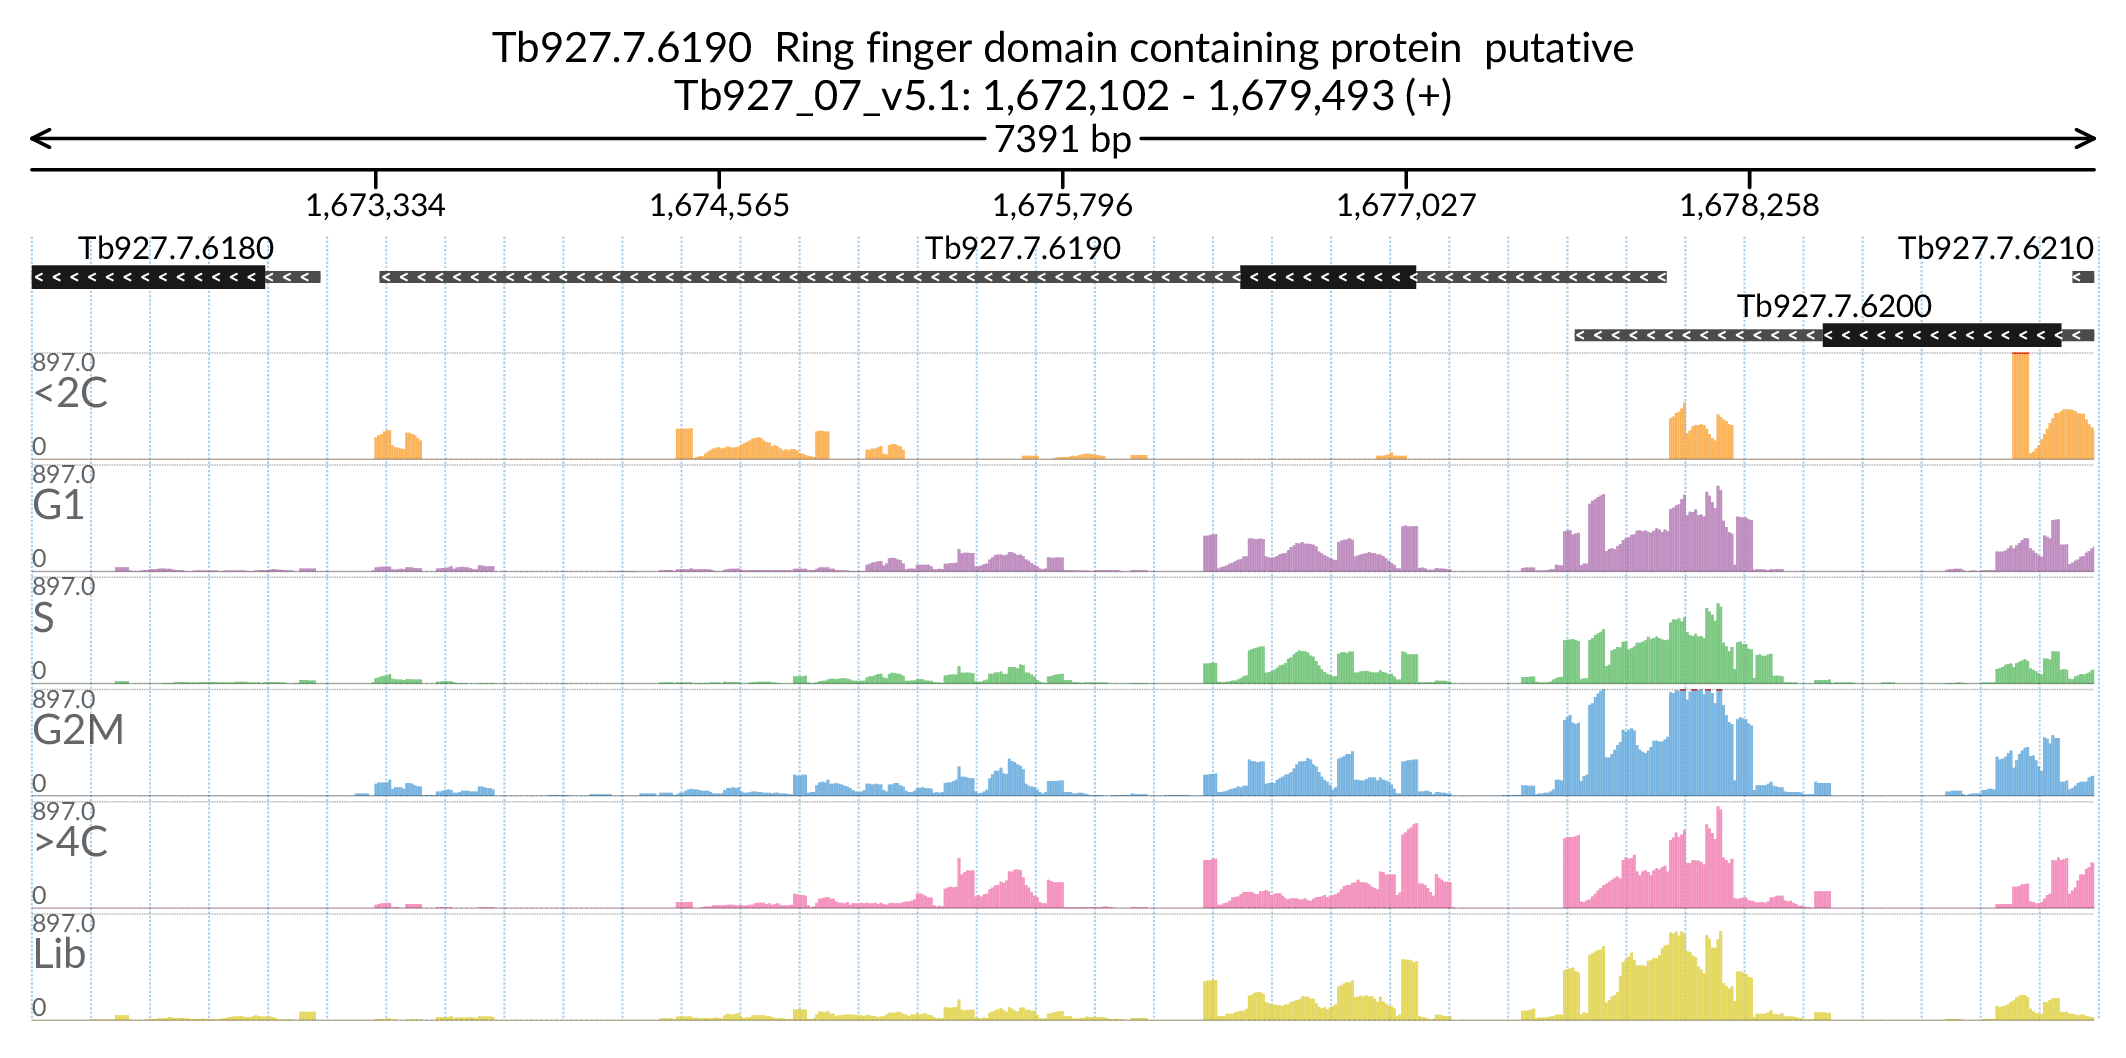 Tb927.7.6190 Ring finger domain containing protein putative
Tb927_07_v5.1: 1,672,102 - 1,679,493 (+)
7391 bp
1,673,334 1,674,565 1,675,796 1,677,027 1,678,258
Tb927.7.6180 Tb927.7.6190 Tb927.7.6210
Tb927.7.6200
897.0
<2C
0
897.0
G1
0
897.0
S
0
897.0
G2M
0
897.0
>4C
0
897.0
Lib
0